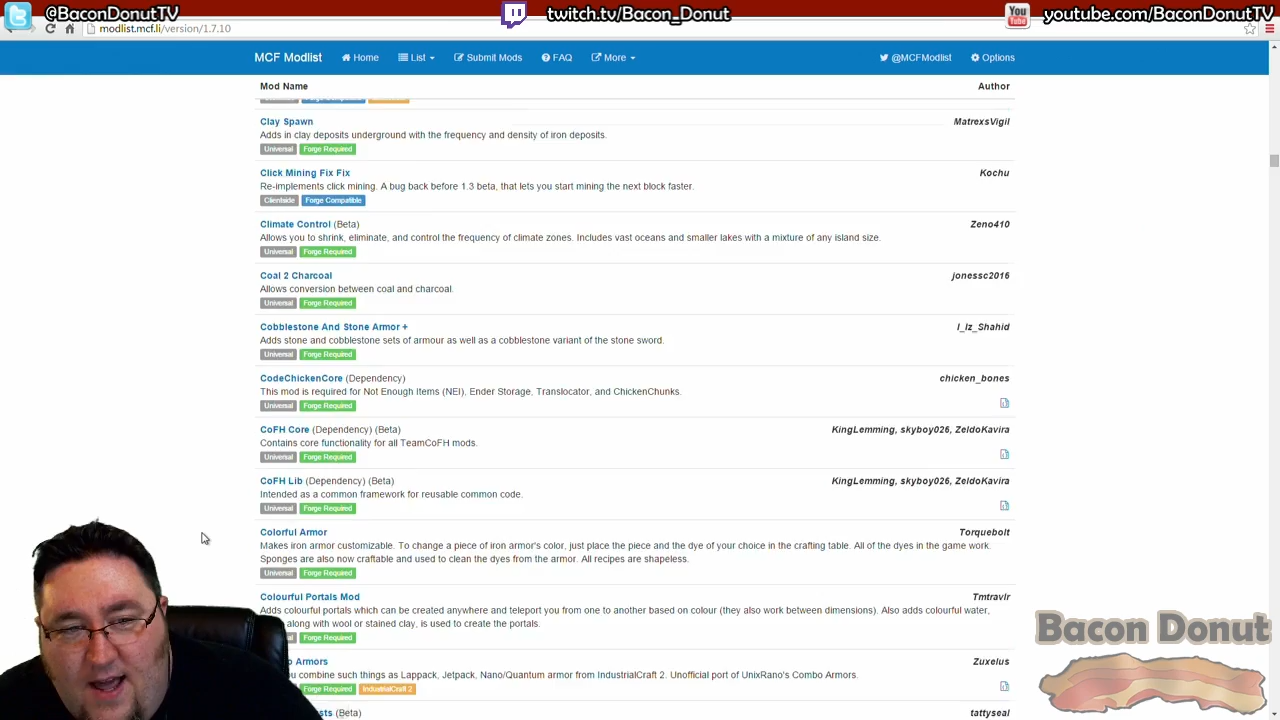 @BaconDonutTV
twitch.tv/Bacon_Donut
youtube.com/BaconDonutTV
You
Tube
modlist.mcf.li/version/1.7.10
MCF Modlist
Home
List
Submit Mods
FAQ
More
@MCFModlist
Options
Mod Name
Author
Clay Spawn
MatrexsVigil
Adds in clay deposits underground with the frequency and density of iron deposits.
Universal
Forge Required
Click Mining Fix Fix
Kochu
Re-implements click mining. A bug back before 1.3 beta, that lets you start mining the next block faster.
Clientside
Forge Compatible
Climate Control (Beta)
Zeno410
Allows you to shrink, eliminate, and control the frequency of climate zones. Includes vast oceans and smaller lakes with a mixture of any island size.
Universal
Forge Required
Coal 2 Charcoal
jonessc2016
Allows conversion between coal and charcoal.
Universal
Forge Required
Cobblestone And Stone Armor +
I_Iz_Shahid
Adds stone and cobblestone sets of armour as well as a cobblestone variant of the stone sword.
Universal
Forge Required
CodeChickenCore (Dependency)
chicken_bones
This mod is required for Not Enough Items (NEI), Ender Storage, Translocator, and ChickenChunks.
Universal
Forge Required
CoFH Core (Dependency) (Beta)
KingLemming, skyboy026, ZeldoKavira
Contains core functionality for all TeamCoFH mods.
Universal
Forge Required
CoFH Lib (Dependency) (Beta)
KingLemming, skyboy026, ZeldoKavira
Intended as a common framework for reusable common code.
Universal
Forge Required
Colorful Armor
Torquebolt
Makes iron armor customizable. To change a piece of iron armor's color, just place the piece and the dye of your choice in the crafting table. All of the dyes in the game work.
Sponges are also now craftable and used to clean the dyes from the armor. All recipes are shapeless.
Universal
Forge Required
Colourful Portals Mod
Tmtravlr
Adds colourful portals which can be created anywhere and teleport you from one to another based on colour (they also work between dimensions). Also adds colourful water,
along with wool or stained clay, is used to create the portals.
Forge Required
Armors
Zuxelus
combine such things as Lappack, Jetpack, Nano/Quantum armor from IndustrialCraft 2. Unofficial port of UnixRano's Combo Armors.
Forge Required
IndustrialCraft 2
(Beta)
tattyseal
Bacon Donut